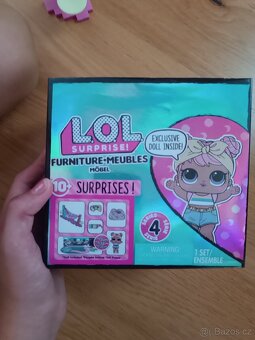 L.O.L.
SURPRISE!
EXCLUSIVE
DOLL INSIDE!
FURNITURE-MEUBLES
MÖBEL
10+ SURPRISES!
4
WARNING:
1 SET/
ENSEMBLE
© Bazos.cz